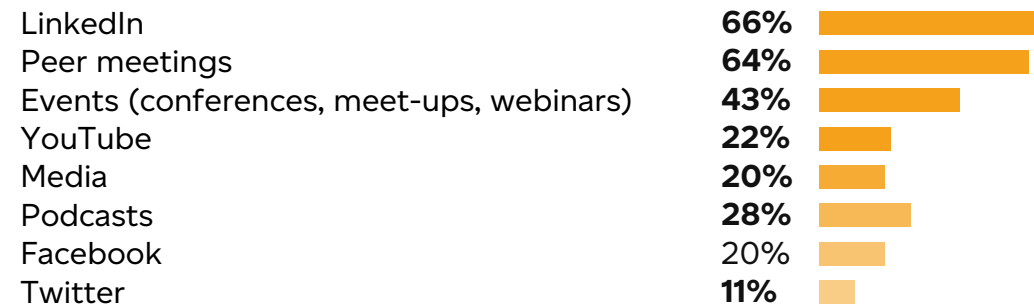 LinkedIn 66%
Peer meetings 64%
Events (conferences, meet-ups, webinars) 43%
YouTube 22%
Media 20%
Podcasts 28%
Facebook 20%
Twitter 11%